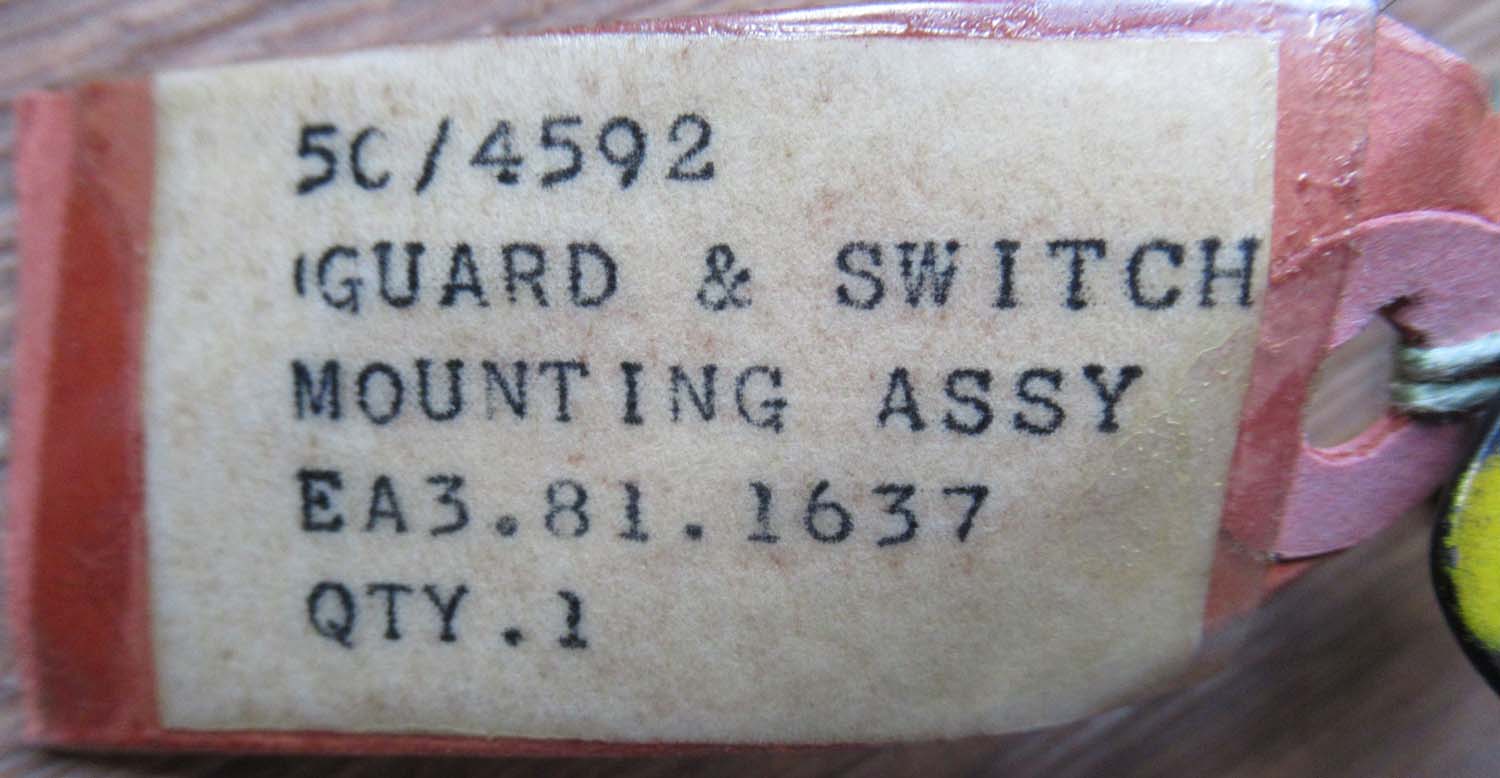 5C/4592
GUARD & SWITCH
MOUNTING ASSY
EA3.81.1637
QTY.1